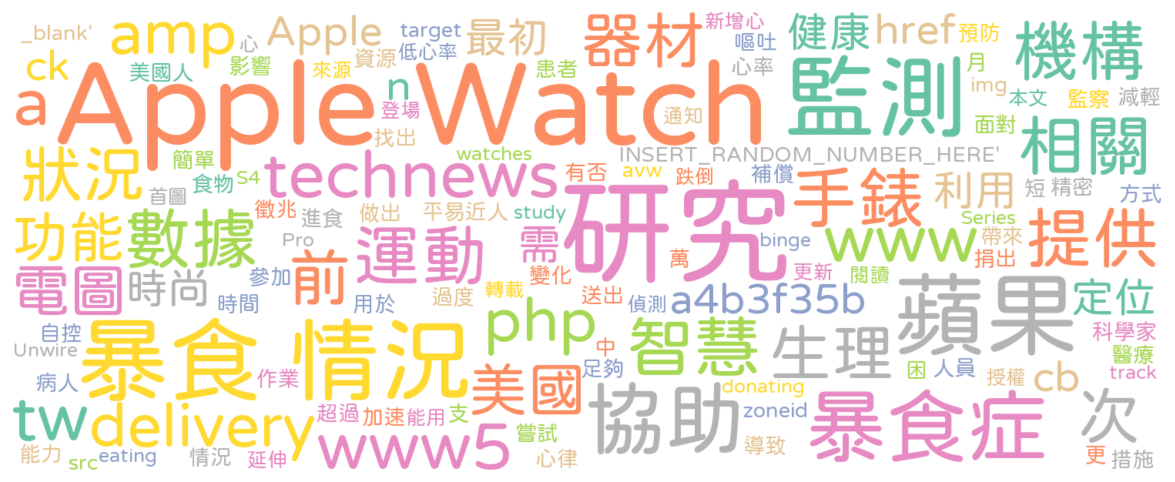 _blank' amp 心 Apple target 最初 器材 新增心 健康 href 預防 機構
ck 美國人 影響 來源 資源 低心率 患者 嘔吐 心率 月 img
a Apple Watch n 登場 找出 通知 監測 面對 本文 監察 減輕
狀況 簡單 technews watches INSERT_RANDOM_NUMBER_HERE' 相關
首圖 食物 S4 有否 avw 跌倒 補償 手錶 利用 短 精密 方式
功能 數據 徵兆 進食 做出 平易近人 study 研究 www Series 提供
Pro 運動 需 binge 帶來
電圖 時尚 參加 前 變化 萬 更新 閱讀 捐出
時間 用於 過度 轉載 送出 偵測 a4b3f35b 蘋果 定位
自控 暴食 情況 php 中 智慧 生理 科學家
Unwire 醫療
病人 作業 美國 足夠 困 人員 授權 cb track
tw delivery 超過 加速 能用 支 協助 donating zoneid 暴食症 次
能力 src eating 情況 延伸 www5 嘗試 心律 導致 更 措施